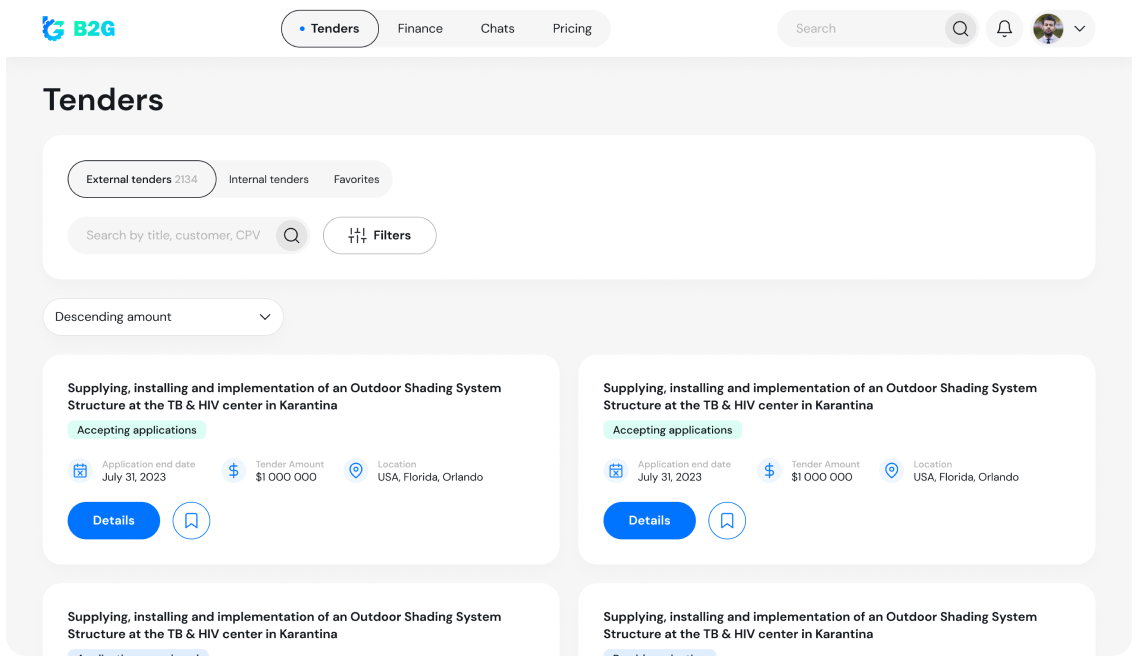 B2G
Tenders
Finance
Chats
Pricing
Search
Tenders
External tenders 2134
Internal tenders
Favorites
Search by title, customer, CPV
Filters
Descending amount
Supplying, installing and implementation of an Outdoor Shading System
Structure at the TB & HIV center in Karantina
Accepting applications
Application end date
July 31, 2023
Tender Amount
$1 000 000
Location
USA, Florida, Orlando
Details
Supplying, installing and implementation of an Outdoor Shading System
Structure at the TB & HIV center in Karantina
Accepting applications
Application end date
July 31, 2023
Tender Amount
$1 000 000
Location
USA, Florida, Orlando
Details
Supplying, installing and implementation of an Outdoor Shading System
Structure at the TB & HIV center in Karantina
Supplying, installing and implementation of an Outdoor Shading System
Structure at the TB & HIV center in Karantina